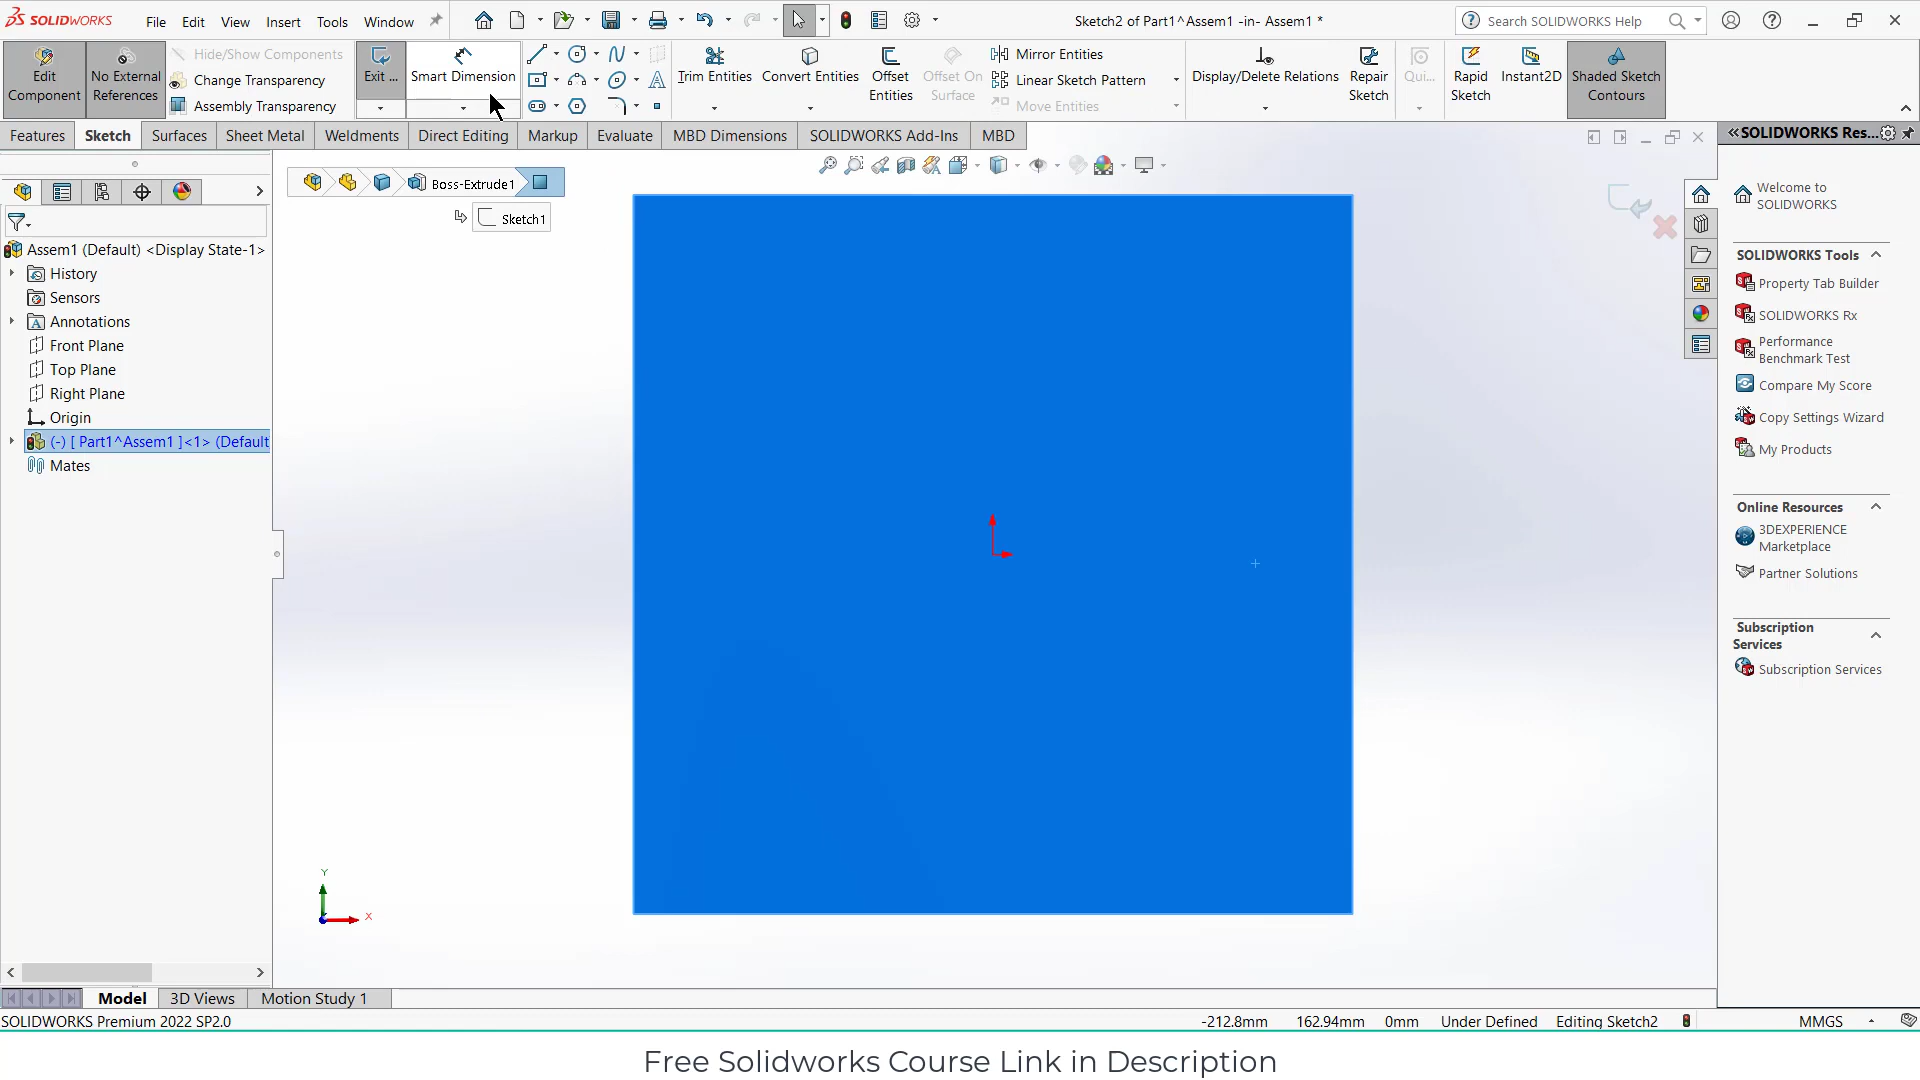 SOLIDWORKS
File Edit View Insert Tools Window
Sketch2 of Part1^Assem1 -in- Assem1 *
Search SOLIDWORKS Help
Edit Component
No External References
Hide/Show Components
Change Transparency
Assembly Transparency
Exit ...
Smart Dimension
Trim Entities
Convert Entities
Offset Entities
Offset On Surface
Mirror Entities
Linear Sketch Pattern
Move Entities
Display/Delete Relations
Repair Sketch
Qui...
Rapid Sketch
Instant2D
Shaded Sketch Contours
Features Sketch Surfaces Sheet Metal Weldments Direct Editing Markup Evaluate MBD Dimensions SOLIDWORKS Add-Ins MBD
SOLIDWORKS Res...
Boss-Extrude1
Sketch1
Assem1 (Default) <Display State-1>
History
Sensors
Annotations
Front Plane
Top Plane
Right Plane
Origin
(-) [ Part1^Assem1 ]<1> (Default
Mates
Y
X
Welcome to
SOLIDWORKS
SOLIDWORKS Tools
Property Tab Builder
SOLIDWORKS Rx
Performance
Benchmark Test
Compare My Score
Copy Settings Wizard
My Products
Online Resources
3DEXPERIENCE
Marketplace
Partner Solutions
Subscription
Services
Subscription Services
Model 3D Views Motion Study 1
SOLIDWORKS Premium 2022 SP2.0
-212.8mm 162.94mm 0mm Under Defined Editing Sketch2 MMGS
Free Solidworks Course Link in Description